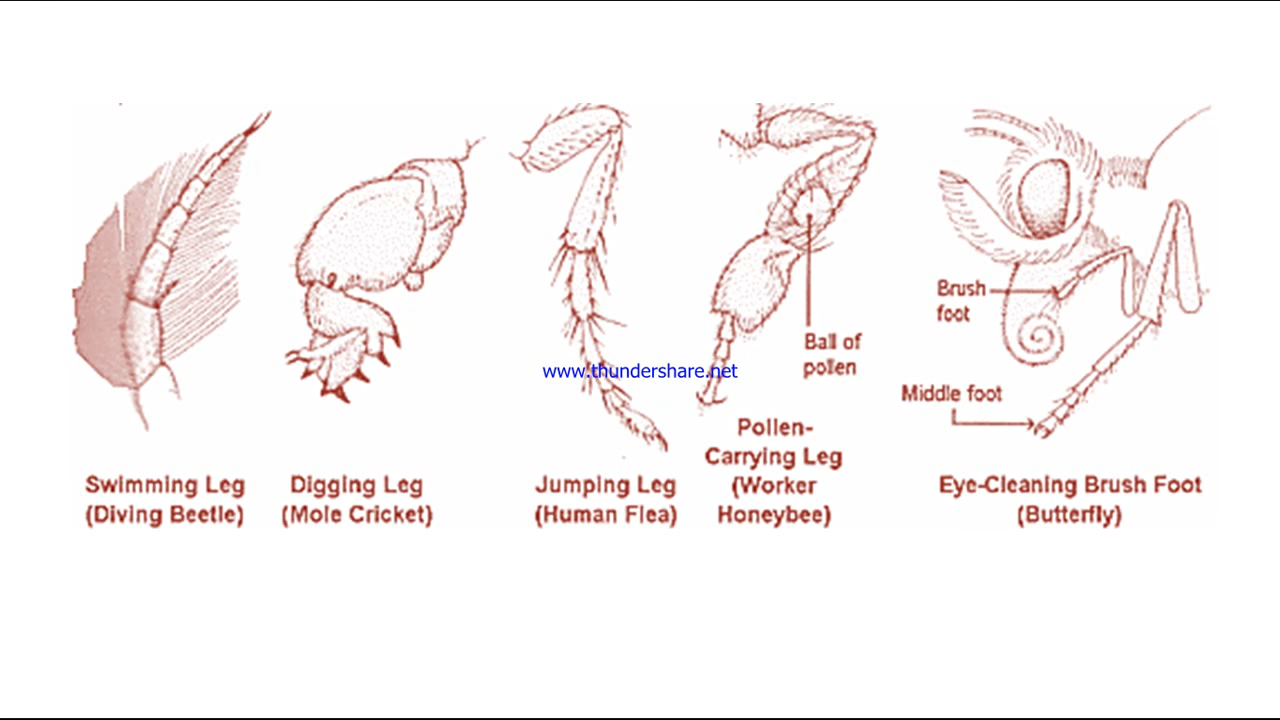 Brush
foot
Ball of
pollen
www.thundershare.net
Middle foot
Swimming Leg
(Diving Beetle)
Digging Leg
(Mole Cricket)
Jumping Leg
(Human Flea)
Pollen-
Carrying Leg
(Worker
Honeybee)
Eye-Cleaning Brush Foot
(Butterfly)